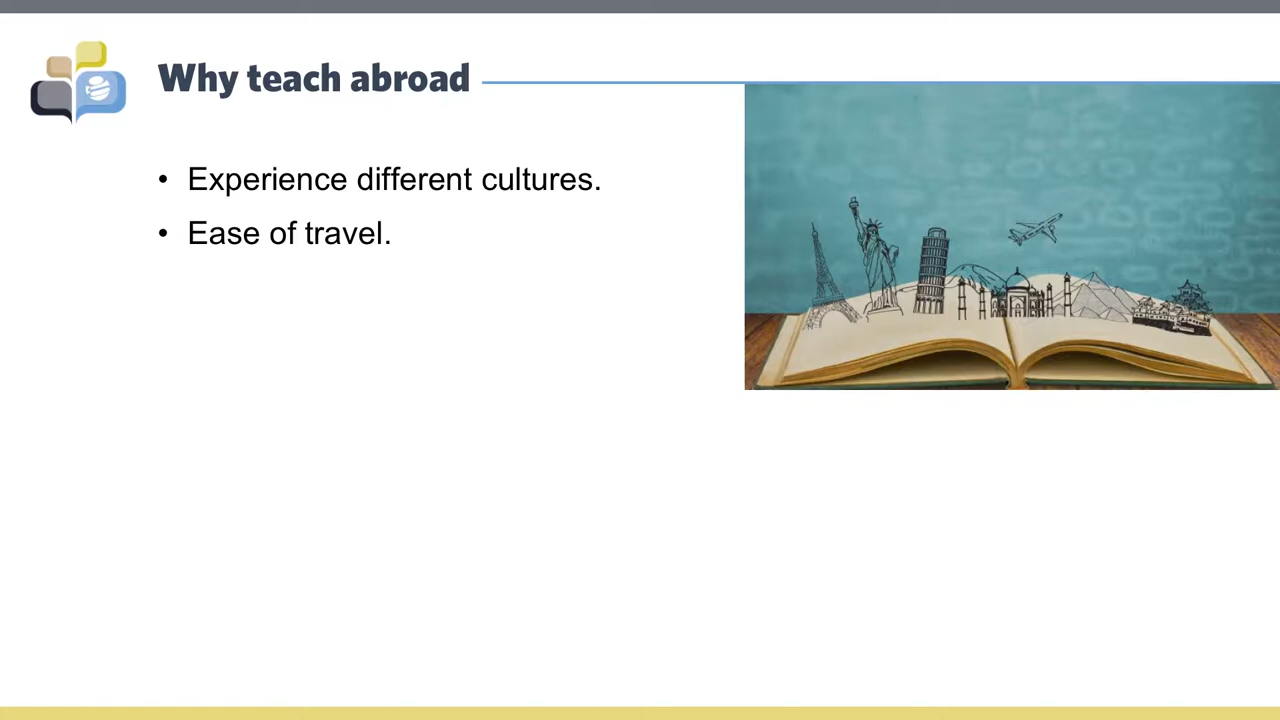 Why teach abroad
• Experience different cultures.
• Ease of travel.